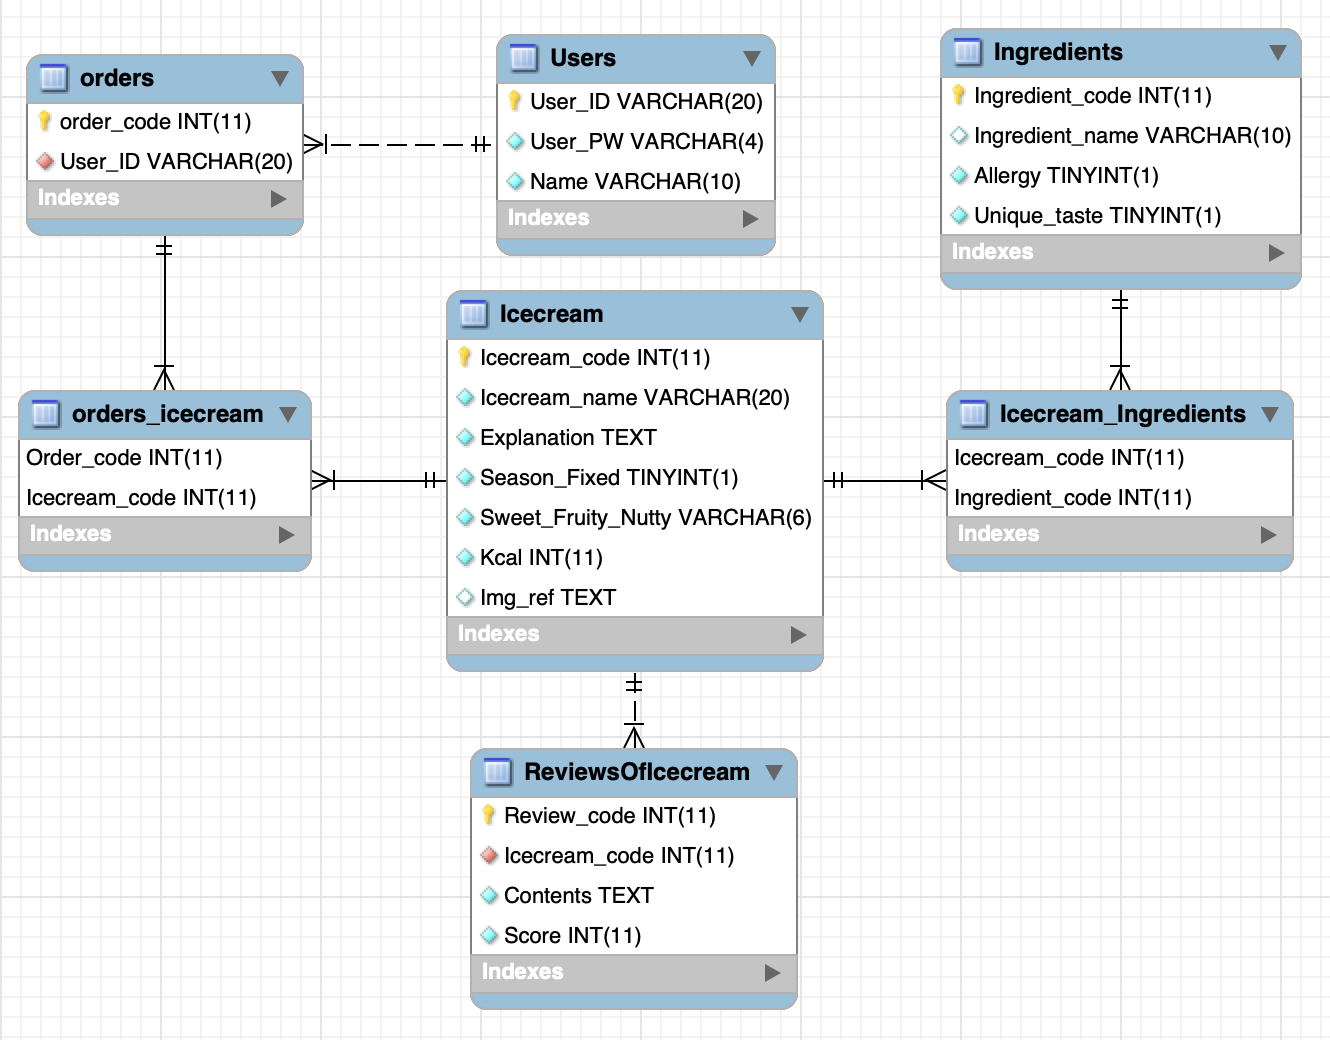 orders
order_code INT(11)
User_ID VARCHAR(20)
Indexes
Users
User_ID VARCHAR(20)
User_PW VARCHAR(4)
Name VARCHAR(10)
Indexes
Ingredients
Ingredient_code INT(11)
Ingredient_name VARCHAR(10)
Allergy TINYINT(1)
Unique_taste TINYINT(1)
Indexes
orders_icecream
Order_code INT(11)
Icecream_code INT(11)
Indexes
Icecream
Icecream_code INT(11)
Icecream_name VARCHAR(20)
Explanation TEXT
Season_Fixed TINYINT(1)
Sweet_Fruity_Nutty VARCHAR(6)
Kcal INT(11)
Img_ref TEXT
Indexes
Icecream_Ingredients
Icecream_code INT(11)
Ingredient_code INT(11)
Indexes
ReviewsOfIcecream
Review_code INT(11)
Icecream_code INT(11)
Contents TEXT
Score INT(11)
Indexes